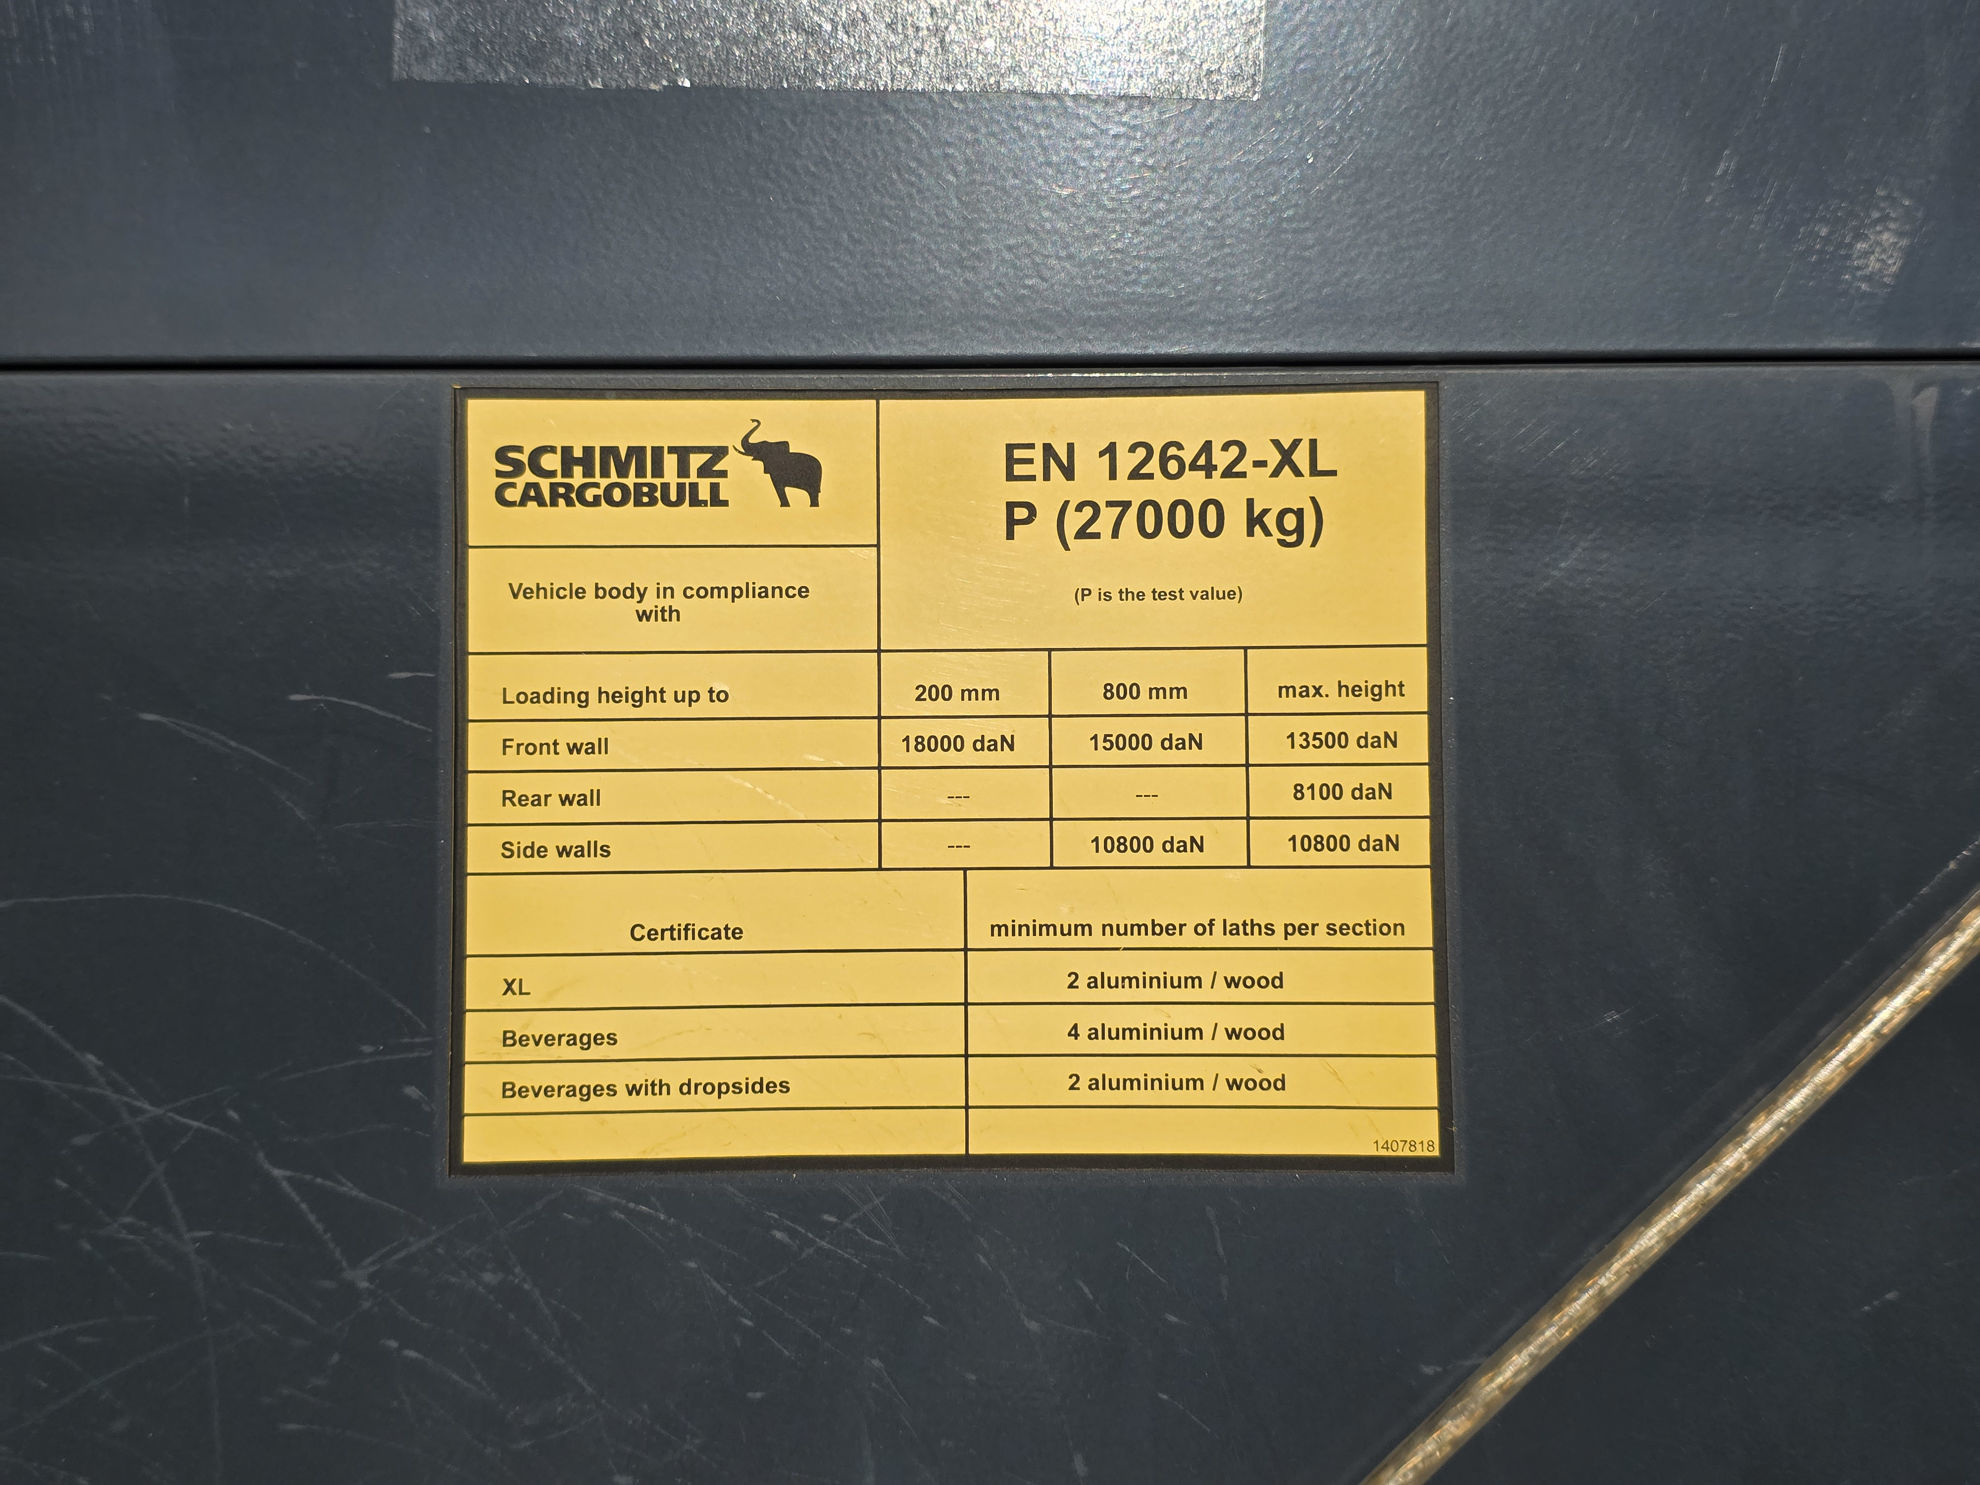 SCHMITZ
CARGOBULL
EN 12642-XL
P (27000 kg)
(P is the test value)
Vehicle body in compliance
with
Loading height up to 200 mm 800 mm max. height
Front wall 18000 daN 15000 daN 13500 daN
Rear wall --- --- 8100 daN
Side walls --- 10800 daN 10800 daN
Certificate minimum number of laths per section
XL 2 aluminium / wood
Beverages 4 aluminium / wood
Beverages with dropsides 2 aluminium / wood
1407818